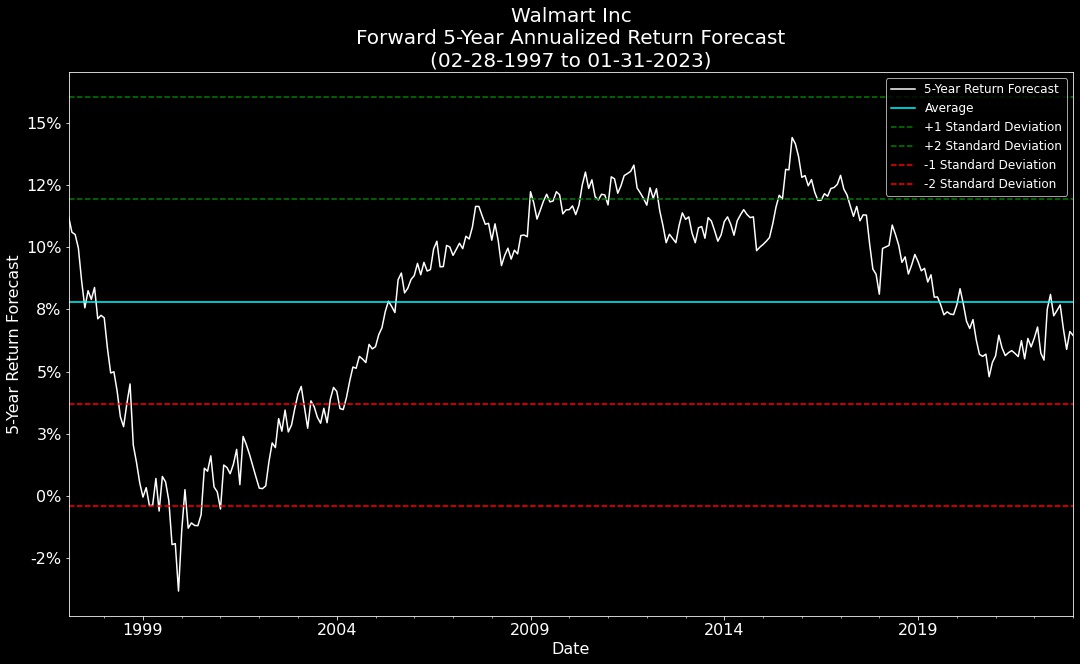 Walmart Inc
Forward 5-Year Annualized Return Forecast
(02-28-1997 to 01-31-2023)
5-Year Return Forecast
Average
+1 Standard Deviation
+2 Standard Deviation
-1 Standard Deviation
-2 Standard Deviation
15%
12%
10%
8%
5%
3%
0%
-2%
5-Year Return Forecast
1999
2004
2009
2014
2019
Date